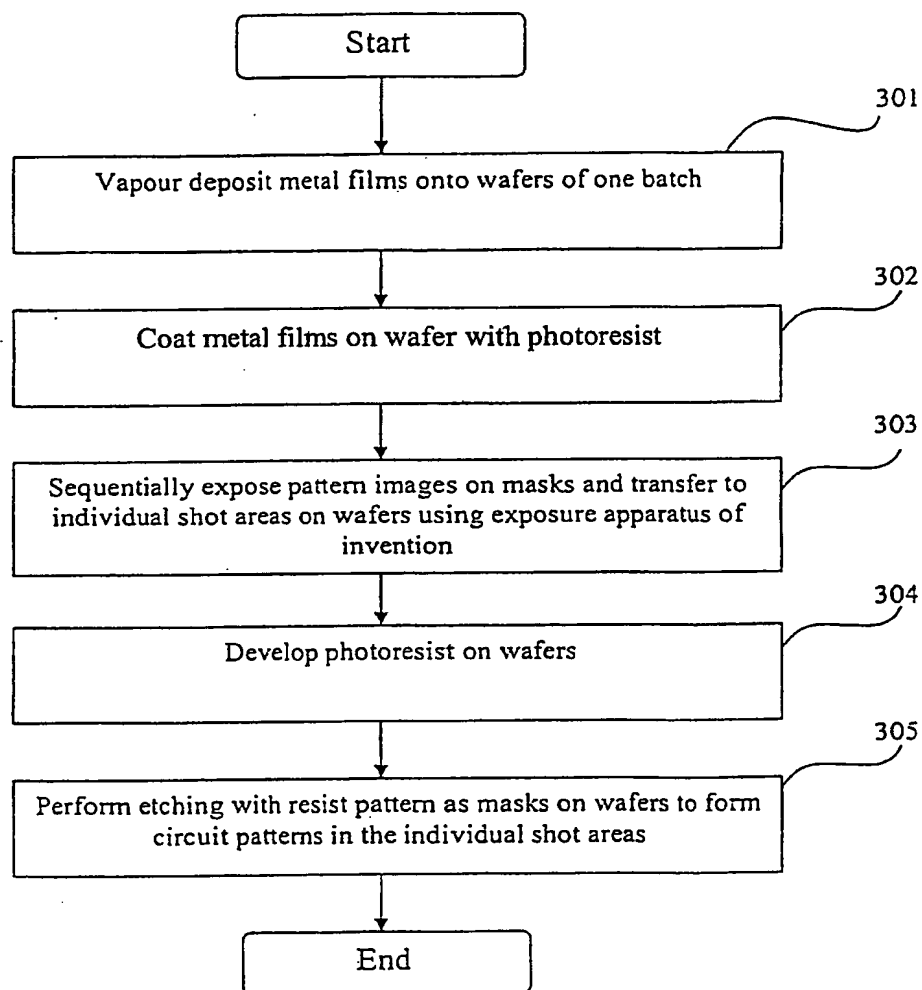 Start
301
Vapour deposit metal films onto wafers of one batch
302
Coat metal films on wafer with photoresist
303
Sequentially expose pattern images on masks and transfer to
individual shot areas on wafers using exposure apparatus of
invention
304
Develop photoresist on wafers
305
Perform etching with resist pattern as masks on wafers to form
circuit patterns in the individual shot areas
End